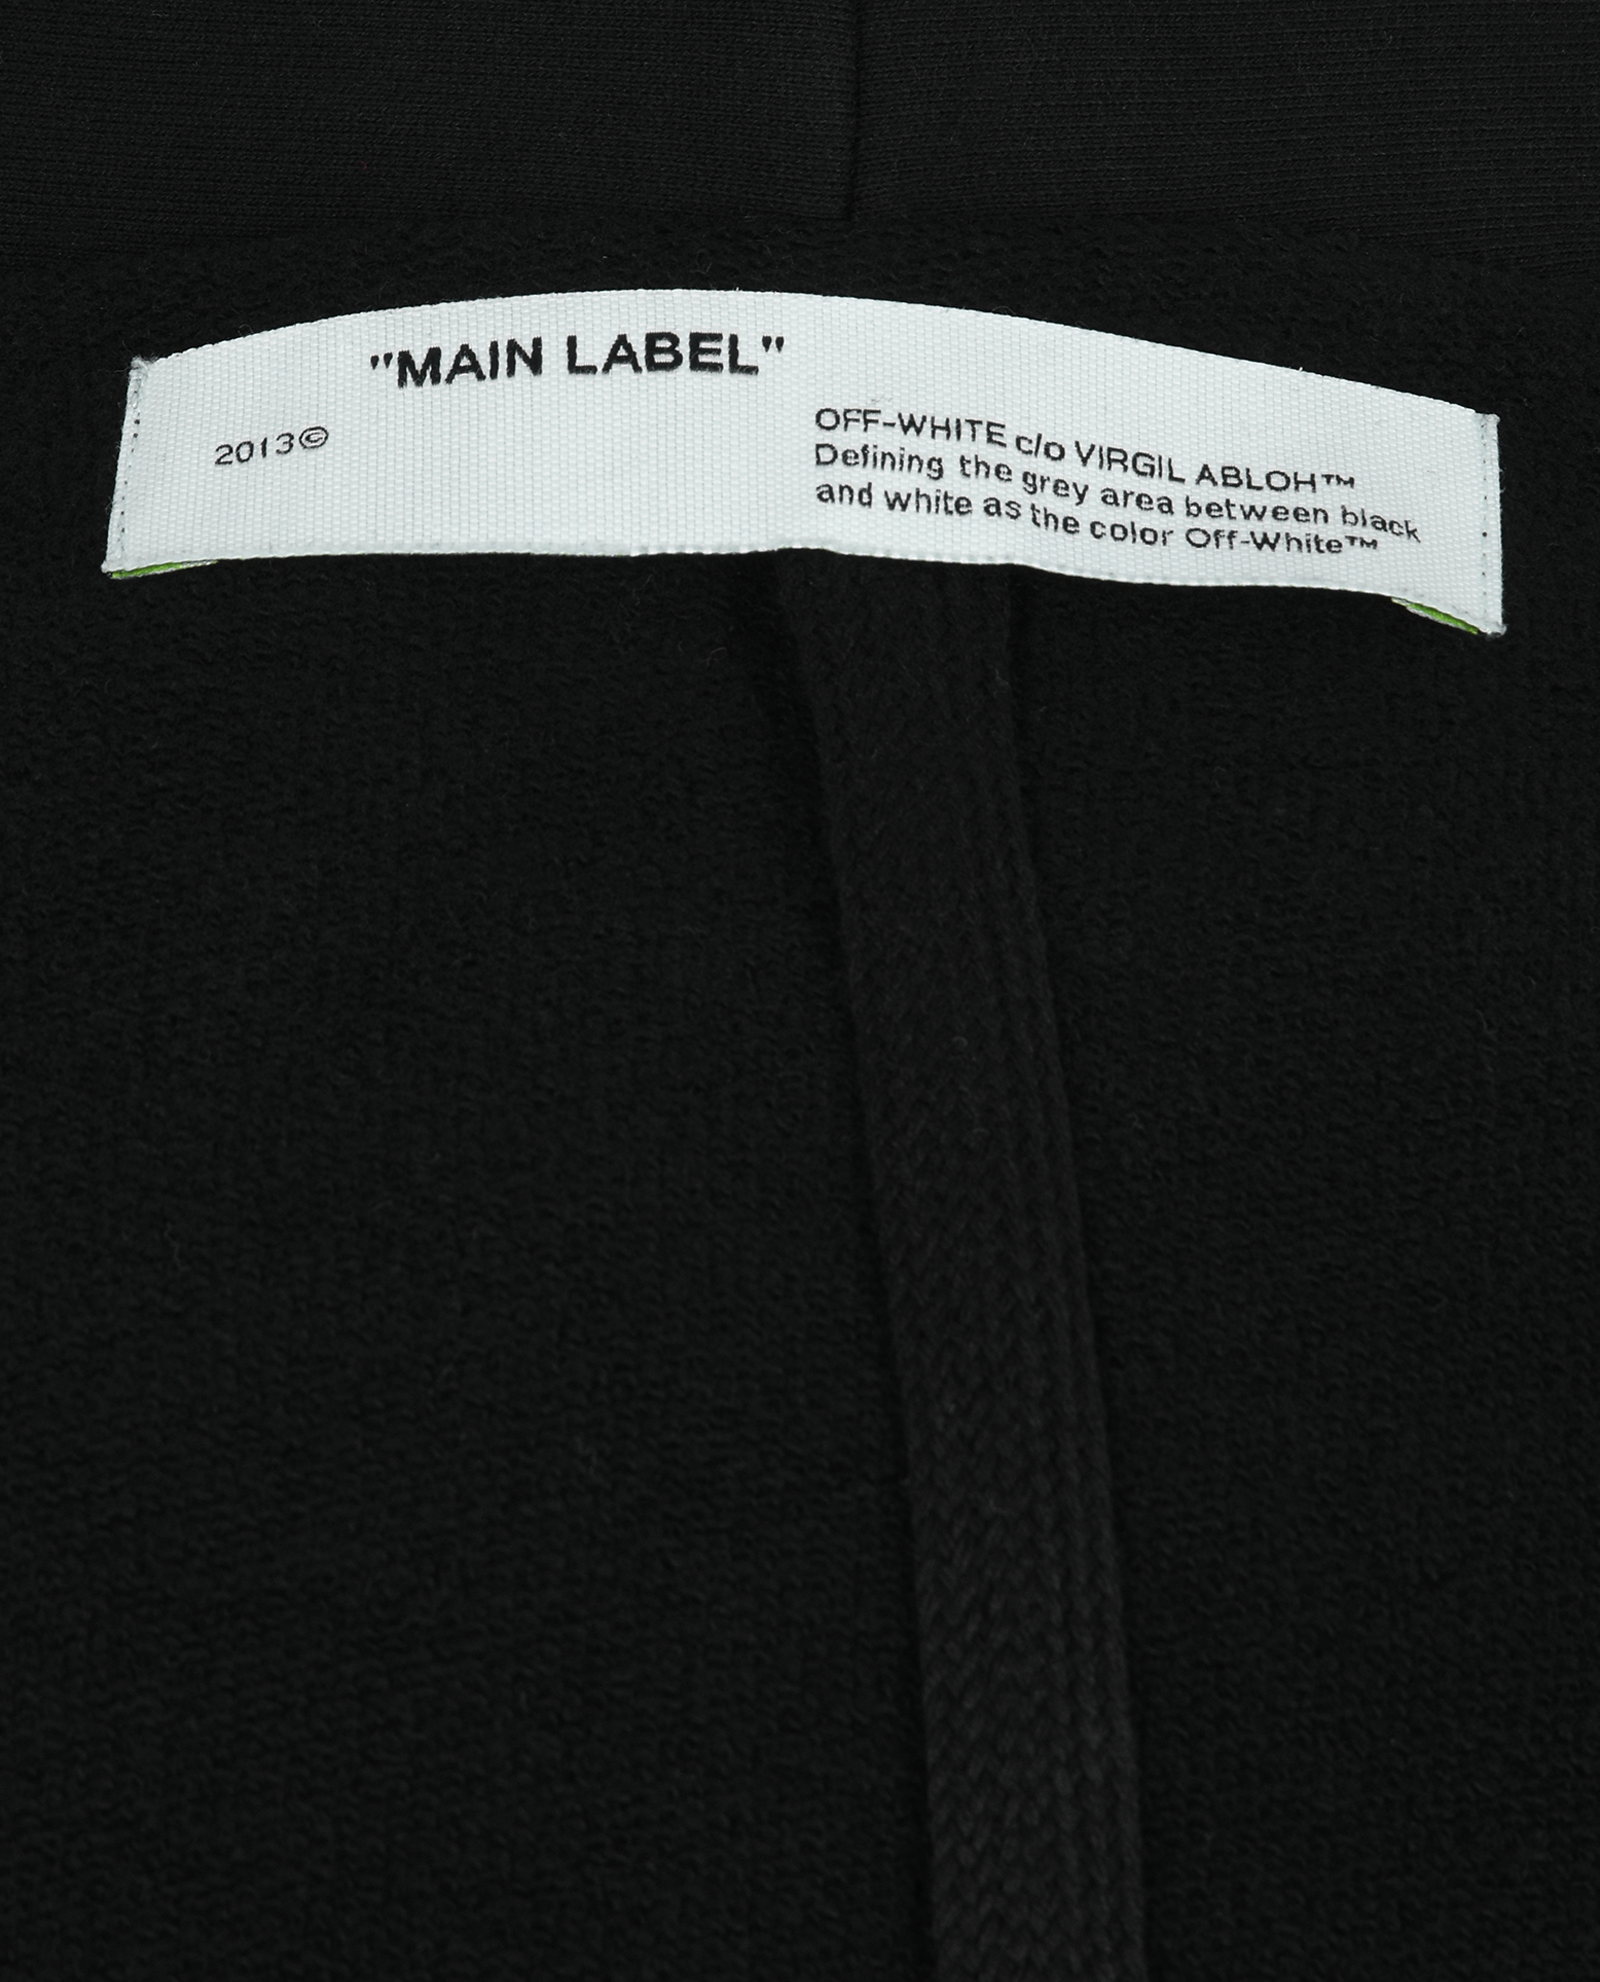 "MAIN LABEL"
2013©
OFF-WHITE c/o VIRGIL ABLOH™
Defining the grey area between black
and white as the color Off-White™